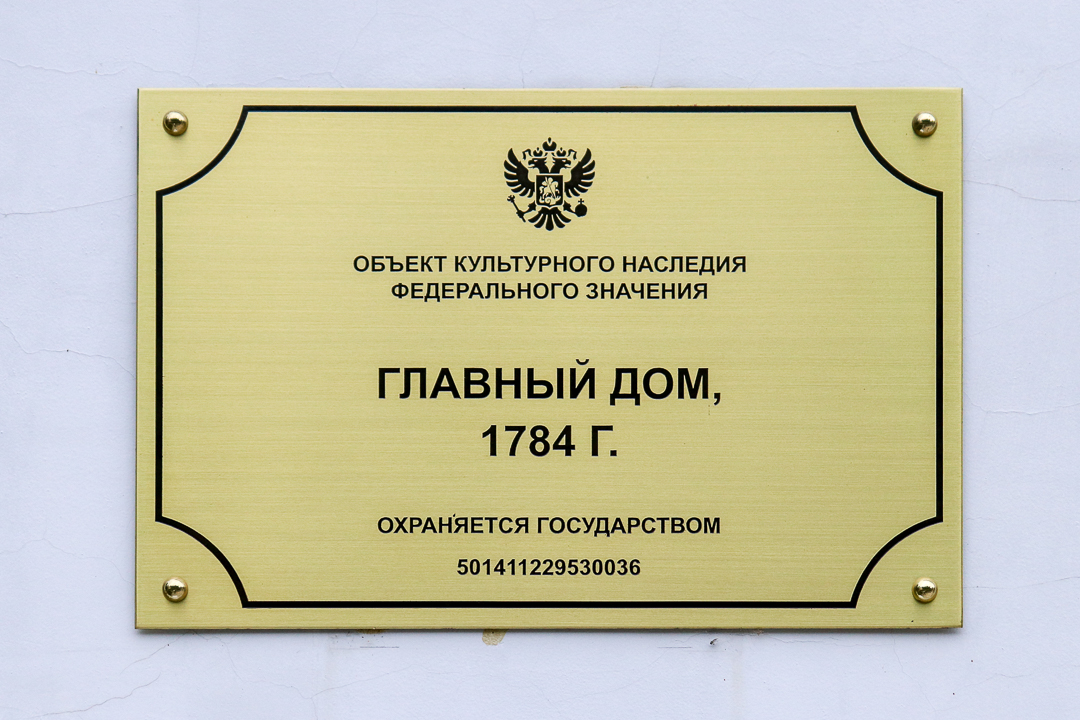 ОБЪЕКТ КУЛЬТУРНОГО НАСЛЕДИЯ
ФЕДЕРАЛЬНОГО ЗНАЧЕНИЯ
ГЛАВНЫЙ ДОМ,
1784 Г.
ОХРАНЯЕТСЯ ГОСУДАРСТВОМ
501411229530036